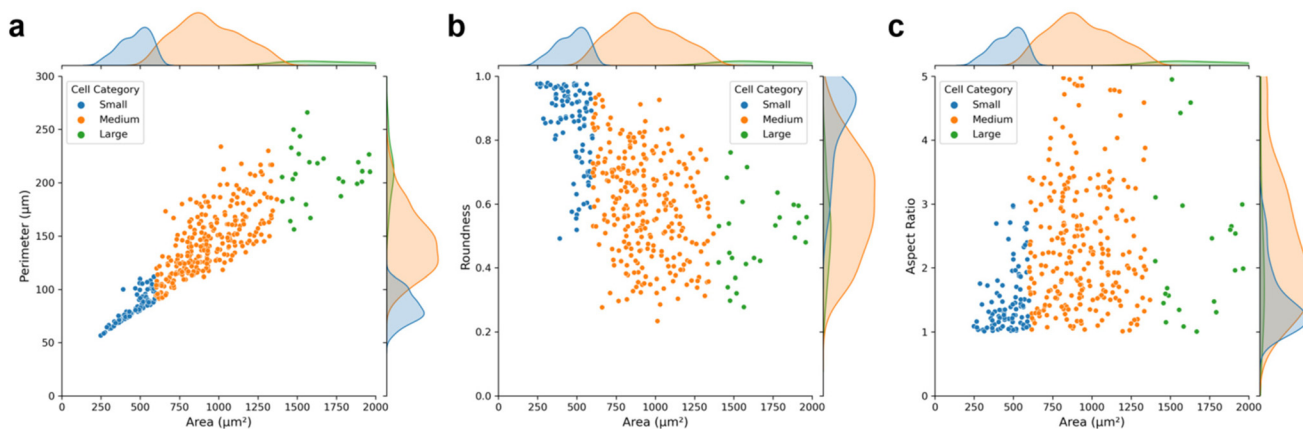 a
300
250
200
150
100
50
0
Perimeter (µm)
Cell Category
Small
Medium
Large
0 250 500 750 1000 1250 1500 1750 2000
Area (µm²)
b
1.0
0.8
0.6
0.4
0.2
0.0
Roundness
Cell Category
Small
Medium
Large
250 500 750 1000 1250 1500 1750 2000
Area (µm²)
c
5
4
3
2
1
0
Aspect Ratio
Cell Category
Small
Medium
Large
0 250 500 750 1000 1250 1500 1750 2000
Area (µm²)